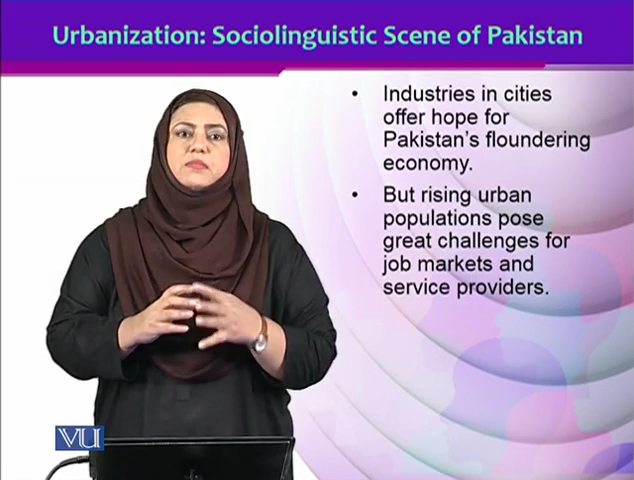 Urbanization: Sociolinguistic Scene of Pakistan
• Industries in cities
offer hope for
Pakistan's floundering
economy.
• But rising urban
populations pose
great challenges for
job markets and
service providers.
VU